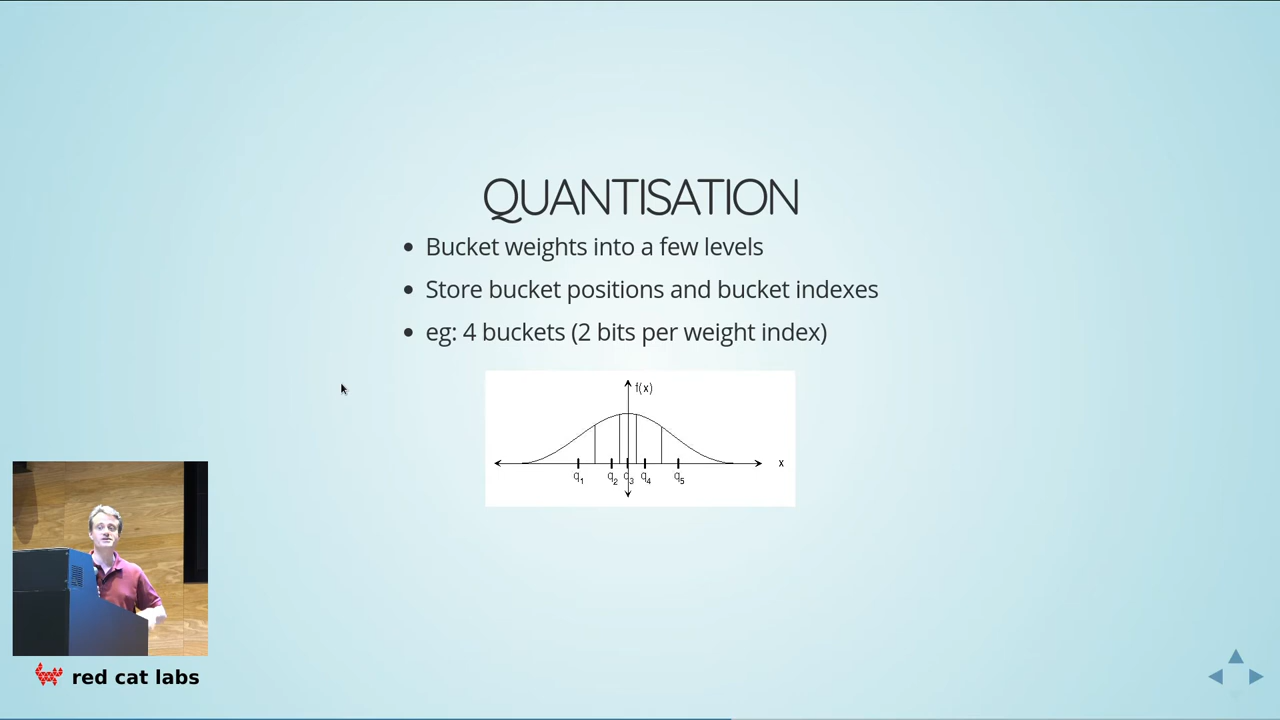 QUANTISATION
Bucket weights into a few levels
Store bucket positions and bucket indexes
eg: 4 buckets (2 bits per weight index)
f(x)
x
q1 q2 q3 q4 q5
red cat labs